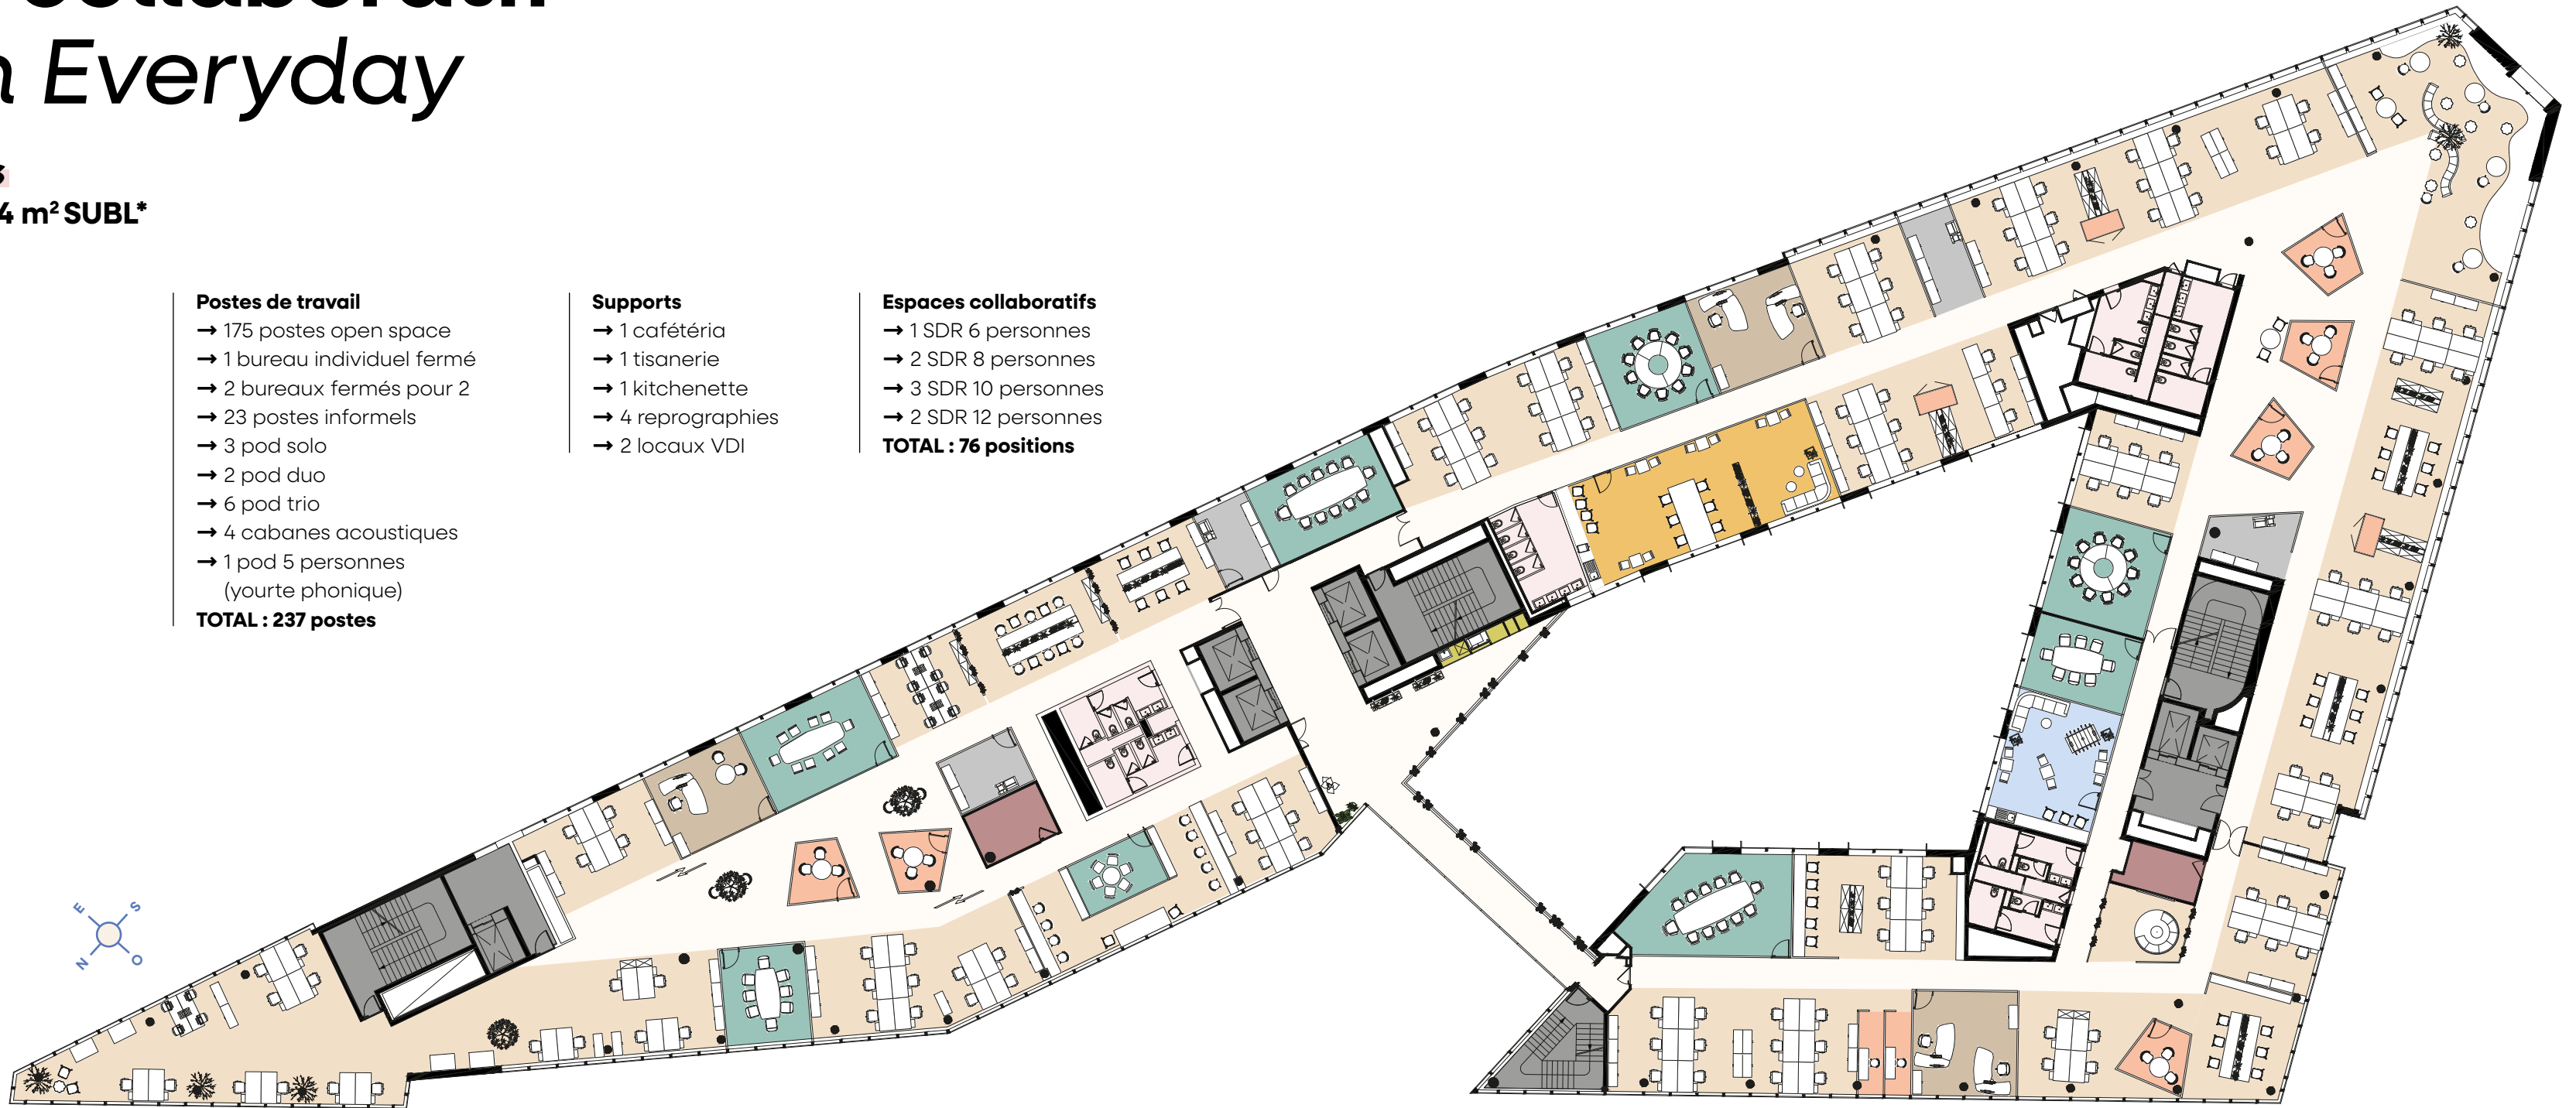 collaboratif
n Everyday
s
4 m² SUBL*
Postes de travail
→ 175 postes open space
→ 1 bureau individuel fermé
→ 2 bureaux fermés pour 2
→ 23 postes informels
→ 3 pod solo
→ 2 pod duo
→ 6 pod trio
→ 4 cabanes acoustiques
→ 1 pod 5 personnes
(yourte phonique)
TOTAL : 237 postes
Supports
→ 1 cafétéria
→ 1 tisanerie
→ 1 kitchenette
→ 4 reprographies
→ 2 locaux VDI
Espaces collaboratifs
→ 1 SDR 6 personnes
→ 2 SDR 8 personnes
→ 3 SDR 10 personnes
→ 2 SDR 12 personnes
TOTAL : 76 positions
E
S
N
O